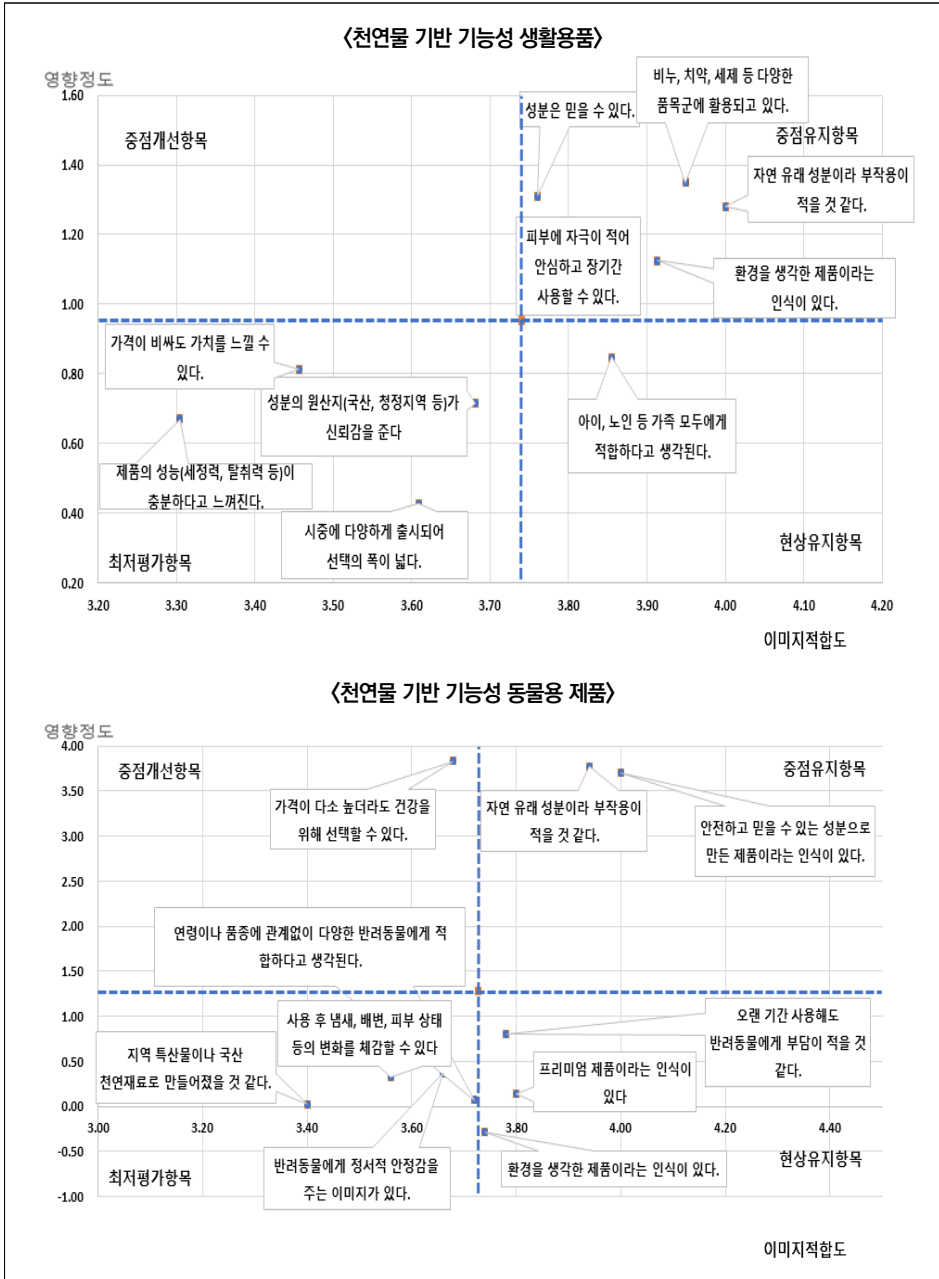 〈천연물 기반 기능성 생활용품〉
영향정도
1.60
1.40
1.20
1.00
0.80
0.60
0.40
0.20
3.20 3.30 3.40 3.50 3.60 3.70 3.80 3.90 4.00 4.10 4.20
이미지적합도
중점개선항목
중점유지항목
최저평가항목
현상유지항목
성분은 믿을 수 있다.
비누, 치약, 세제 등 다양한
품목군에 활용되고 있다.
자연 유래 성분이라 부작용이
적을 것 같다.
피부에 자극이 적어
안심하고 장기간
사용할 수 있다.
환경을 생각한 제품이라는
인식이 있다.
가격이 비싸도 가치를 느낄 수
있다.
성분의 원산지(국산, 청정지역 등)가
신뢰감을 준다
아이, 노인 등 가족 모두에게
적합하다고 생각된다.
제품의 성능(세정력, 탈취력 등)이
충분하다고 느껴진다.
시중에 다양하게 출시되어
선택의 폭이 넓다.
〈천연물 기반 기능성 동물용 제품〉
영향정도
4.00
3.50
3.00
2.50
2.00
1.50
1.00
0.50
0.00
-0.50
-1.00
3.00 3.20 3.40 3.60 3.80 4.00 4.20 4.40
이미지적합도
중점개선항목
중점유지항목
최저평가항목
현상유지항목
가격이 다소 높더라도 건강을
위해 선택할 수 있다.
자연 유래 성분이라 부작용이
적을 것 같다.
안전하고 믿을 수 있는 성분으로
만든 제품이라는 인식이 있다.
연령이나 품종에 관계없이 다양한 반려동물에게 적
합하다고 생각된다.
사용 후 냄새, 배변, 피부 상태
등의 변화를 체감할 수 있다
지역 특산물이나 국산
천연재료로 만들어졌을 것 같다.
오랜 기간 사용해도
반려동물에게 부담이 적을 것
같다.
프리미엄 제품이라는 인식이
있다
반려동물에게 정서적 안정감을
주는 이미지가 있다.
환경을 생각한 제품이라는 인식이 있다.